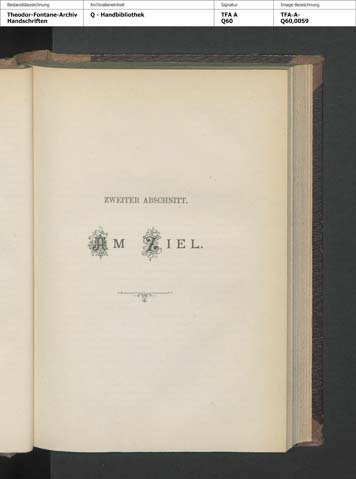 Bestandsbezeichnung Archivalieneinheit Signatur Image-Bezeichnung
Theodor-Fontane-Archiv Q - Handbibliothek TFA A TFA-A-
Handschriften Q60 Q60,0059
ZWEITER ABSCHNITT.
AM ZIEL.